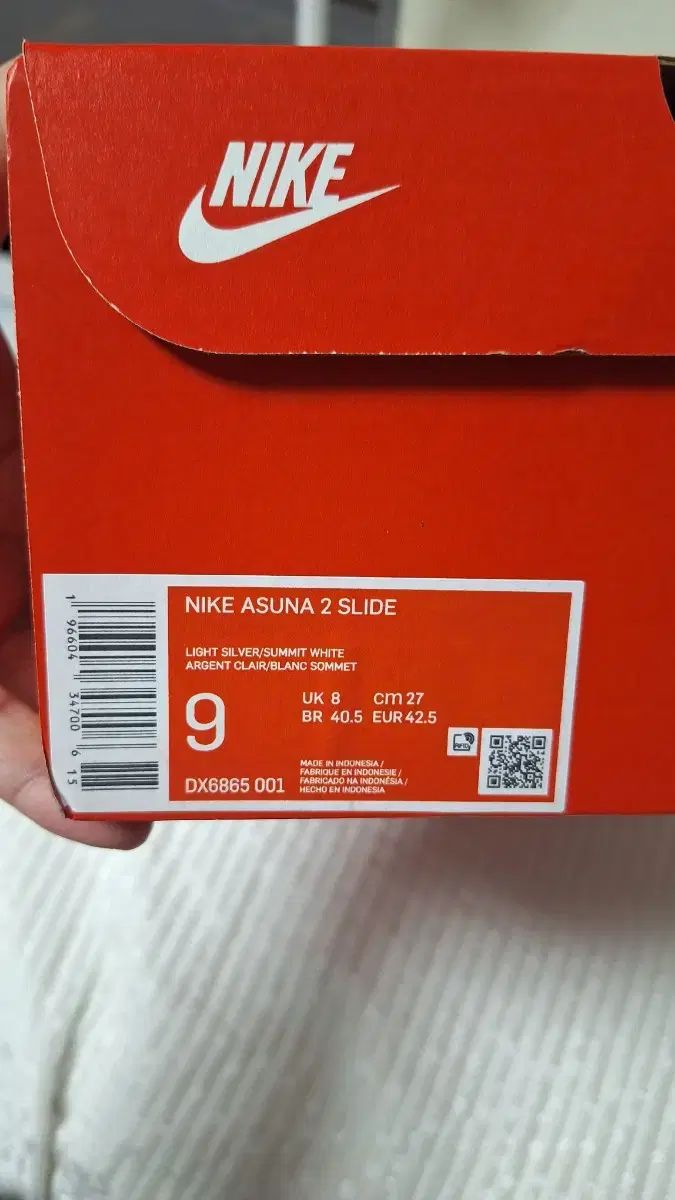 NIKE
NIKE ASUNA 2 SLIDE
LIGHT SILVER/SUMMIT WHITE
ARGENT CLAIR/BLANC SOMMET
9
UK 8 cm 27
BR 40.5 EUR 42.5
DX6865 001
MADE IN INDONESIA /
FABRIQUE EN INDONESIE /
FABRICADO NA INDONÉSIA /
HECHO EN INDONESIA
RFID
1 96604 34700 6 15